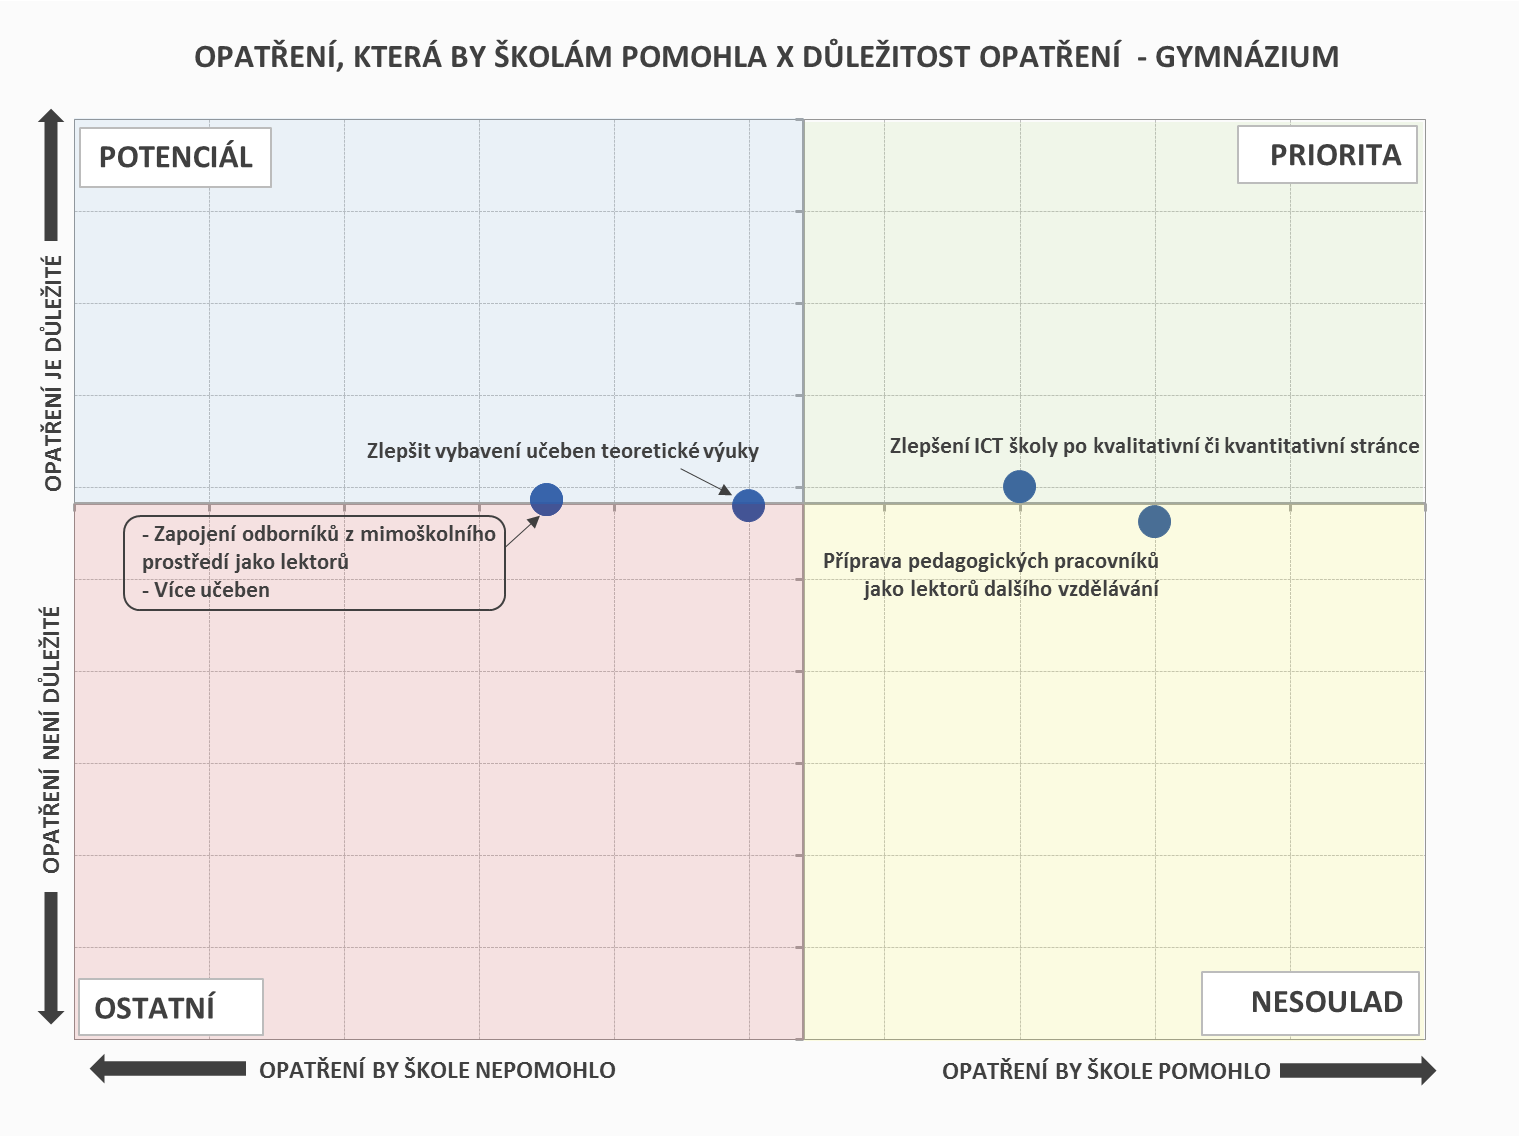 OPATŘENÍ, KTERÁ BY ŠKOLÁM POMOHLA X DŮLEŽITOST OPATŘENÍ - GYMNÁZIUM
POTENCIÁL
PRIORITA
OPATŘENÍ JE DŮLEŽITÉ
Zlepšit vybavení učeben teoretické výuky
Zlepšení ICT školy po kvalitativní či kvantitativní stránce
- Zapojení odborníků z mimoškolního
prostředí jako lektorů
- Více učeben
Příprava pedagogických pracovníků
jako lektorů dalšího vzdělávání
OPATŘENÍ NENÍ DŮLEŽITÉ
OSTATNÍ
NESOULAD
OPATŘENÍ BY ŠKOLE NEPOMOHLO
OPATŘENÍ BY ŠKOLE POMOHLO